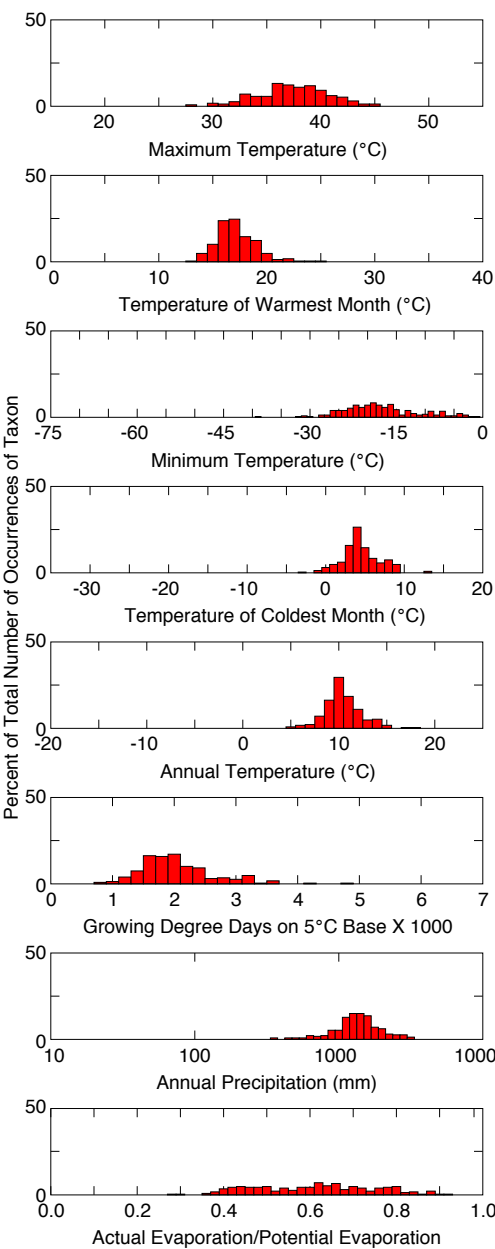 Percent of Total Number of Occurrences of Taxon
50
0
20 30 40 50
Maximum Temperature (°C)
50
0
0 10 20 30 40
Temperature of Warmest Month (°C)
50
0
-75 -60 -45 -30 -15 0
Minimum Temperature (°C)
50
0
-30 -20 -10 0 10 20
Temperature of Coldest Month (°C)
50
0
-20 -10 0 10 20
Annual Temperature (°C)
50
0
0 1 2 3 4 5 6 7
Growing Degree Days on 5°C Base X 1000
50
0
10 100 1000 1000
Annual Precipitation (mm)
50
0
0.0 0.2 0.4 0.6 0.8 1.0
Actual Evaporation/Potential Evaporation